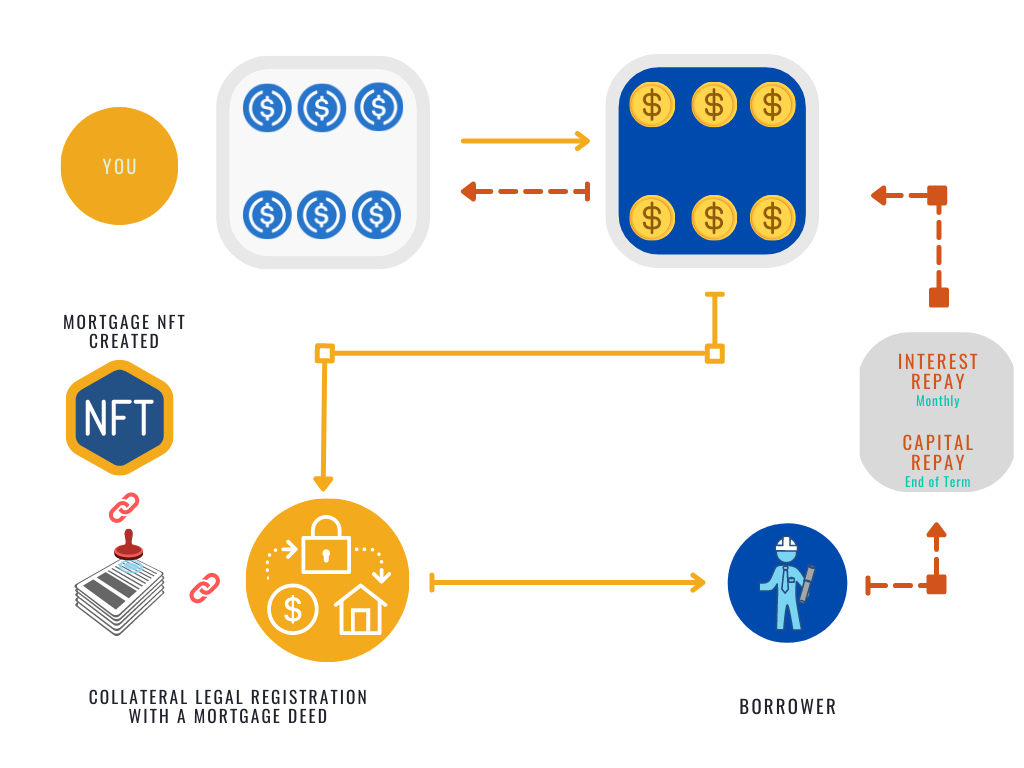 YOU
MORTGAGE NFT
CREATED
NFT
INTEREST
REPAY
Monthly
CAPITAL
REPAY
End of Term
COLLATERAL LEGAL REGISTRATION
WITH A MORTGAGE DEED
BORROWER